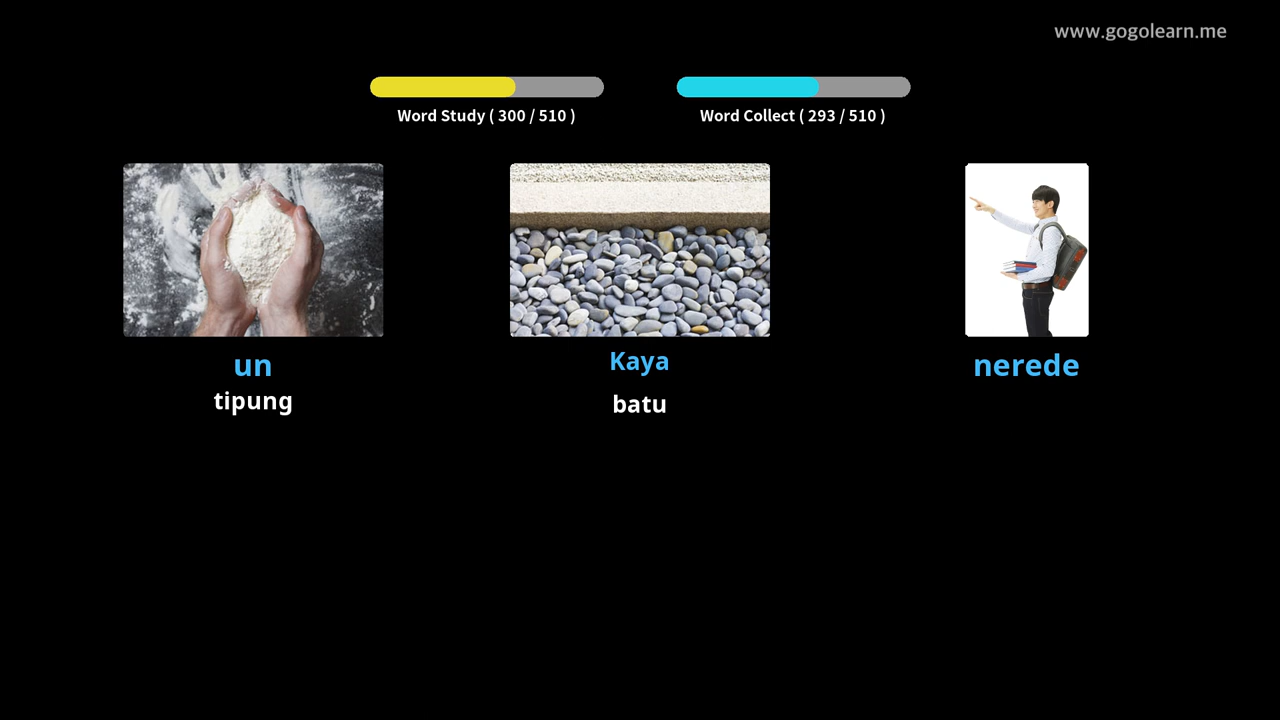 www.gogolearn.me
Word Study ( 300 / 510 )
Word Collect ( 293 / 510 )
un
tipung
Kaya
batu
nerede